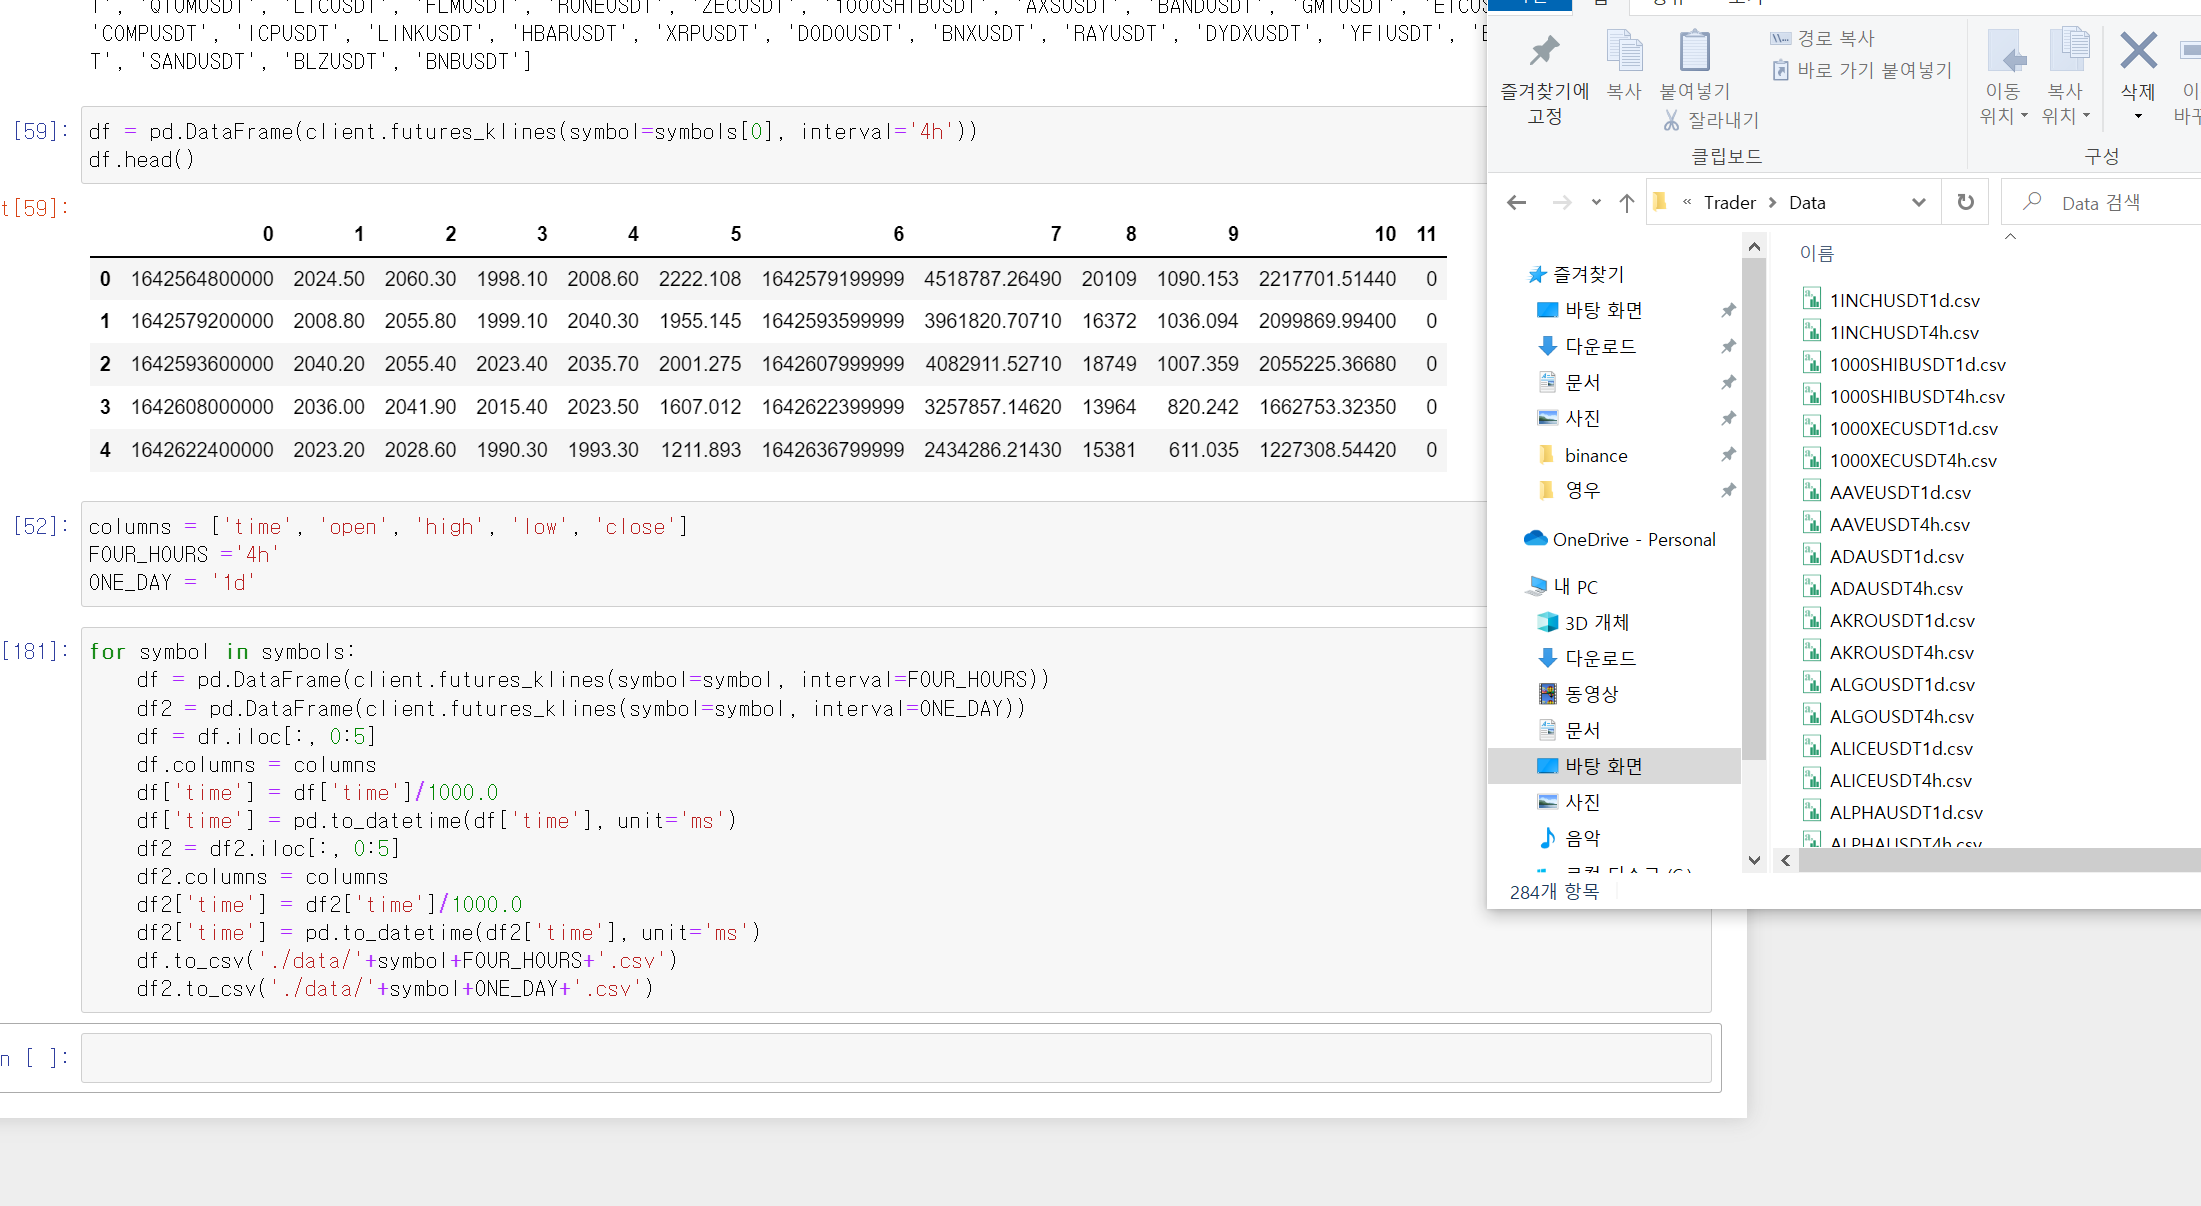 T', 'QTUMUSDT', 'LTCUSDT', 'FLMUSDT', 'RUNEUSDT', 'ZECUSDT', '1000SHIBUSDT', 'AXSUSDT', 'BANDUSDT', 'GMTUSDT', 'ETCUS
'COMPUSDT', 'ICPUSDT', 'LINKUSDT', 'HBARUSDT', 'XRPUSDT', 'DODOUSDT', 'BNXUSDT', 'RAYUSDT', 'DYDXUSDT', 'YFIUSDT',
T', 'SANDUSDT', 'BLZUSDT', 'BNBUSDT']
[59]: df = pd.DataFrame(client.futures_klines(symbol=symbols[0], interval='4h'))
df.head()
t[59]:
0 1 2 3 4 5 6 7 8 9 10 11
0 1642564800000 2024.50 2060.30 1998.10 2008.60 2222.108 1642579199999 4518787.26490 20109 1090.153 2217701.51440 0
1 1642579200000 2008.80 2055.80 1999.10 2040.30 1955.145 1642593599999 3961820.70710 16372 1036.094 2099869.99400 0
2 1642593600000 2040.20 2055.40 2023.40 2035.70 2001.275 1642607999999 4082911.52710 18749 1007.359 2055225.36680 0
3 1642608000000 2036.00 2041.90 2015.40 2023.50 1607.012 1642622399999 3257857.14620 13964 820.242 1662753.32350 0
4 1642622400000 2023.20 2028.60 1990.30 1993.30 1211.893 1642636799999 2434286.21430 15381 611.035 1227308.54420 0
[52]: columns = ['time', 'open', 'high', 'low', 'close']
FOUR_HOURS ='4h'
ONE_DAY = '1d'
[181]: for symbol in symbols:
df = pd.DataFrame(client.futures_klines(symbol=symbol, interval=FOUR_HOURS))
df2 = pd.DataFrame(client.futures_klines(symbol=symbol, interval=ONE_DAY))
df = df.iloc[:, 0:5]
df.columns = columns
df['time'] = df['time']/1000.0
df['time'] = pd.to_datetime(df['time'], unit='ms')
df2 = df2.iloc[:, 0:5]
df2.columns = columns
df2['time'] = df2['time']/1000.0
df2['time'] = pd.to_datetime(df2['time'], unit='ms')
df.to_csv('./data/'+symbol+FOUR_HOURS+'.csv')
df2.to_csv('./data/'+symbol+ONE_DAY+'.csv')
n [ ]:
즐겨찾기에
고정
복사
붙여넣기
잘라내기
경로 복사
바로 가기 붙여넣기
클립보드
이동
위치
복사
위치
삭제
구성
« Trader > Data
Data 검색
즐겨찾기
바탕 화면
다운로드
문서
사진
binance
영우
OneDrive - Personal
내 PC
3D 개체
다운로드
동영상
문서
바탕 화면
사진
음악
로컬 디스크 (C:)
이름
1INCHUSDT1d.csv
1INCHUSDT4h.csv
1000SHIBUSDT1d.csv
1000SHIBUSDT4h.csv
1000XECUSDT1d.csv
1000XECUSDT4h.csv
AAVEUSDT1d.csv
AAVEUSDT4h.csv
ADAUSDT1d.csv
ADAUSDT4h.csv
AKROUSDT1d.csv
AKROUSDT4h.csv
ALGOUSDT1d.csv
ALGOUSDT4h.csv
ALICEUSDT1d.csv
ALICEUSDT4h.csv
ALPHAUSDT1d.csv
ALPHAUSDT4h.csv
284개 항목